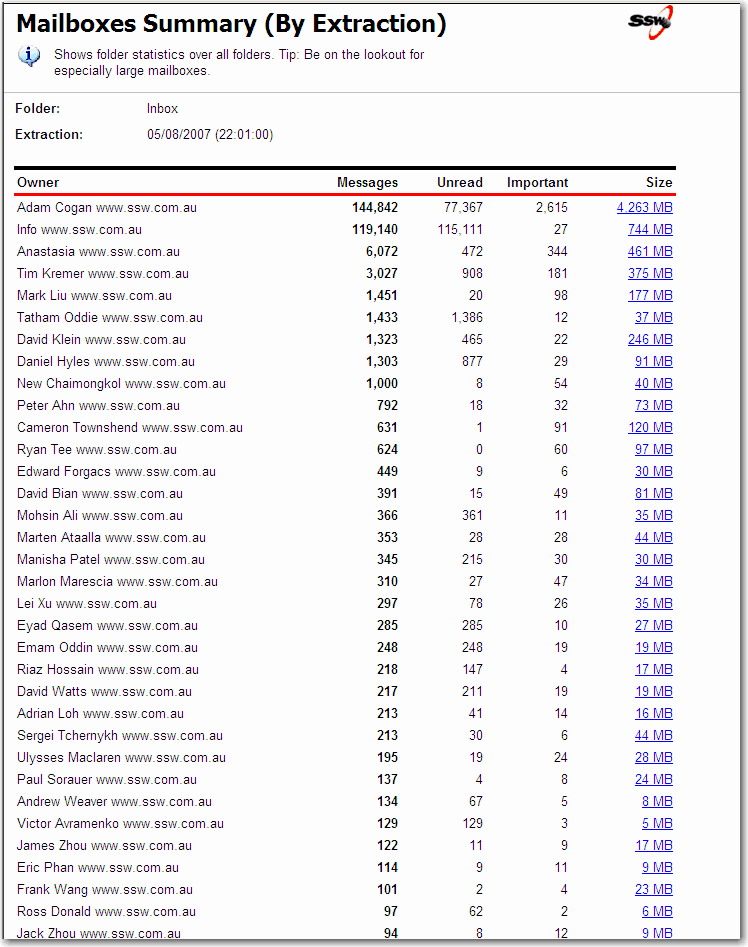 Mailboxes Summary (By Extraction)
SSW
i Shows folder statistics over all folders. Tip: Be on the lookout for
especially large mailboxes.
Folder: Inbox
Extraction: 05/08/2007 (22:01:00)
Owner Messages Unread Important Size
Adam Cogan www.ssw.com.au 144,842 77,367 2,615 4,263 MB
Info www.ssw.com.au 119,140 115,111 27 744 MB
Anastasia www.ssw.com.au 6,072 472 344 461 MB
Tim Kremer www.ssw.com.au 3,027 908 181 375 MB
Mark Liu www.ssw.com.au 1,451 20 98 177 MB
Tatham Oddie www.ssw.com.au 1,433 1,386 12 37 MB
David Klein www.ssw.com.au 1,323 465 22 246 MB
Daniel Hyles www.ssw.com.au 1,303 877 29 91 MB
New Chaimongkol www.ssw.com.au 1,000 8 54 40 MB
Peter Ahn www.ssw.com.au 792 18 32 73 MB
Cameron Townshend www.ssw.com.au 631 1 91 120 MB
Ryan Tee www.ssw.com.au 624 0 60 97 MB
Edward Forgacs www.ssw.com.au 449 9 6 30 MB
David Bian www.ssw.com.au 391 15 49 81 MB
Mohsin Ali www.ssw.com.au 366 361 11 35 MB
Marten Ataalla www.ssw.com.au 353 28 28 44 MB
Manisha Patel www.ssw.com.au 345 215 30 30 MB
Marlon Marescia www.ssw.com.au 310 27 47 34 MB
Lei Xu www.ssw.com.au 297 78 26 35 MB
Eyad Qasem www.ssw.com.au 285 285 10 27 MB
Emam Oddin www.ssw.com.au 248 248 19 19 MB
Riaz Hossain www.ssw.com.au 218 147 4 17 MB
David Watts www.ssw.com.au 217 211 19 19 MB
Adrian Loh www.ssw.com.au 213 41 14 16 MB
Sergei Tchernykh www.ssw.com.au 213 30 6 44 MB
Ulysses Maclaren www.ssw.com.au 195 19 24 28 MB
Paul Sorauer www.ssw.com.au 137 4 8 24 MB
Andrew Weaver www.ssw.com.au 134 67 5 8 MB
Victor Avramenko www.ssw.com.au 129 129 3 5 MB
James Zhou www.ssw.com.au 122 11 9 17 MB
Eric Phan www.ssw.com.au 114 9 11 9 MB
Frank Wang www.ssw.com.au 101 2 4 23 MB
Ross Donald www.ssw.com.au 97 62 2 6 MB
Jack Zhou www.ssw.com.au 94 8 12 9 MB